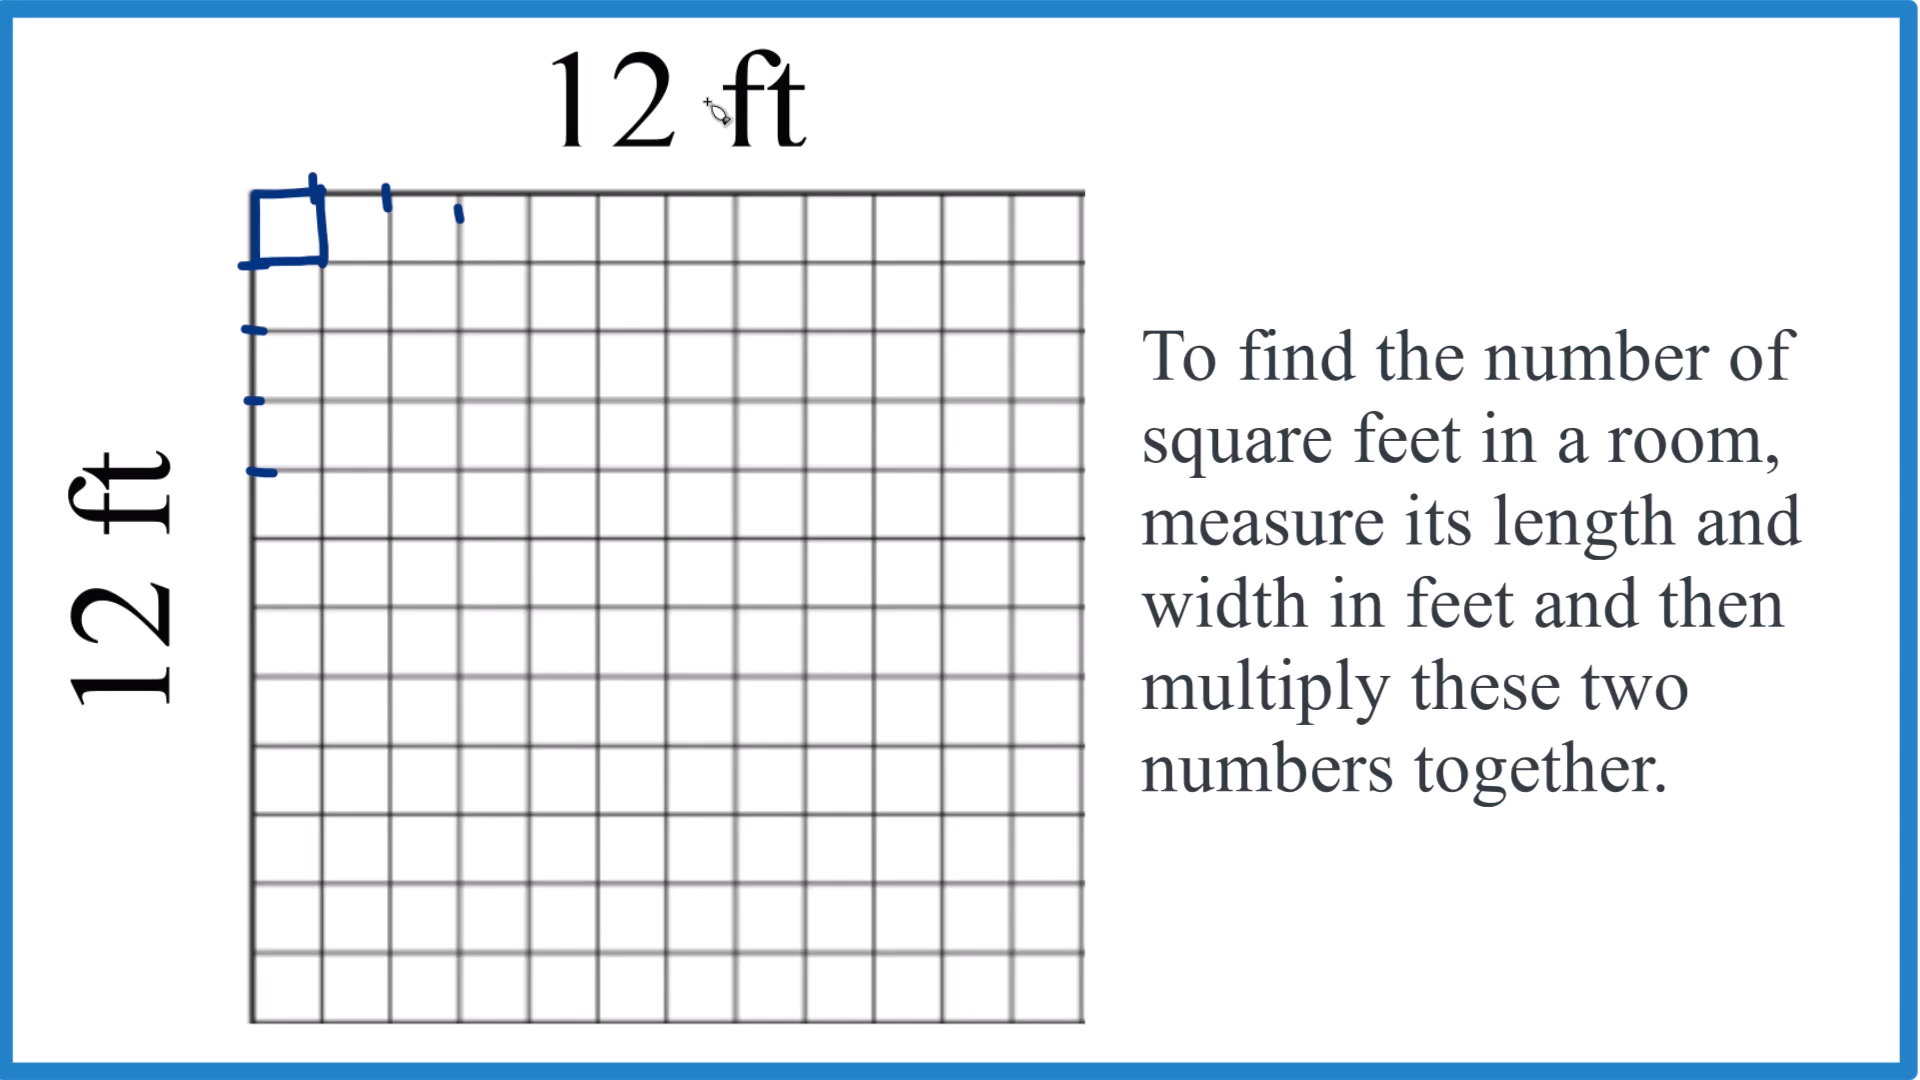 12 ft
12 ft
To find the number of
square feet in a room,
measure its length and
width in feet and then
multiply these two
numbers together.